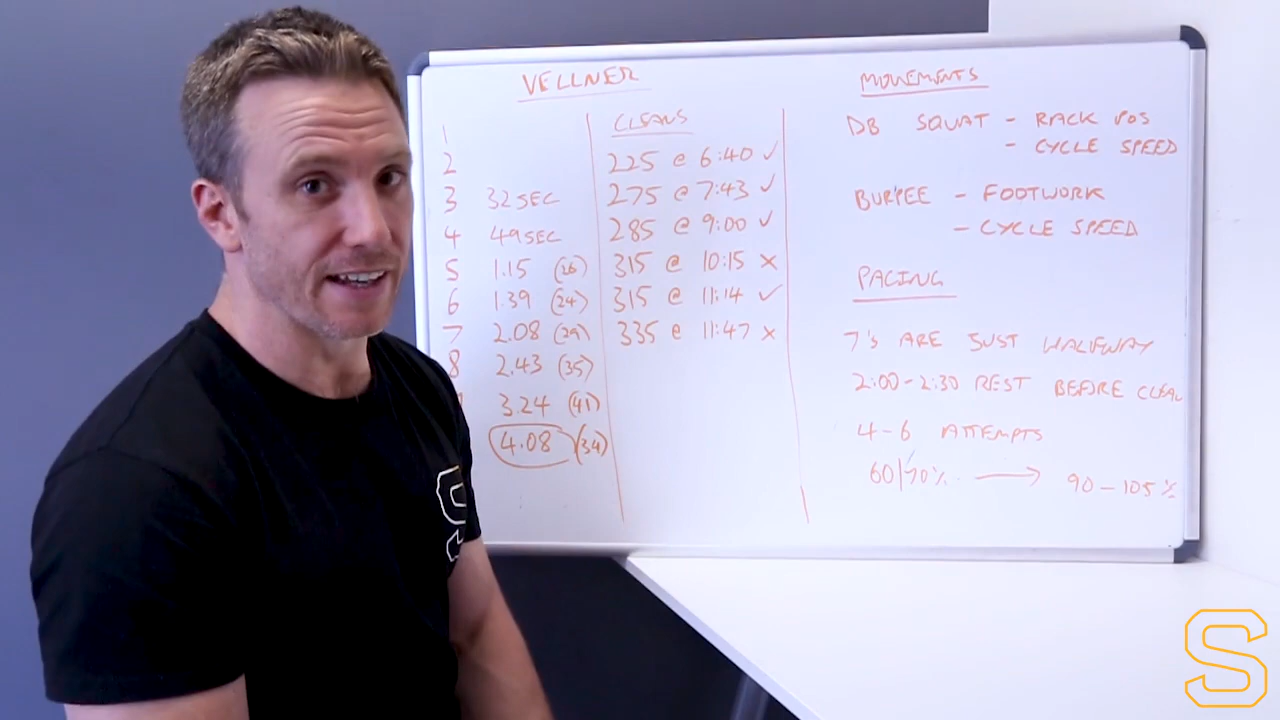 VELLNER
1
2
3 32 SEC
4 49 SEC
5 1.15 (26)
6 1.39 (24)
7 2.08 (29)
8 2.43 (35)
3.24 (41)
4.08 (34)
CLEANS
225 @ 6:40 ✓
275 @ 7:43 ✓
285 @ 9:00 ✓
315 @ 10:15 ×
315 @ 11:14 ✓
335 @ 11:47 ×
MOVEMENTS
DB SQUAT - RACK POS
- CYCLE SPEED
BURPEE - FOOTWORK
- CYCLE SPEED
PACING
7's ARE JUST HALFWAY
2:00-2:30 REST BEFORE CLEAN
4-6 ATTEMPTS
60/70% → 90-105%
S
S